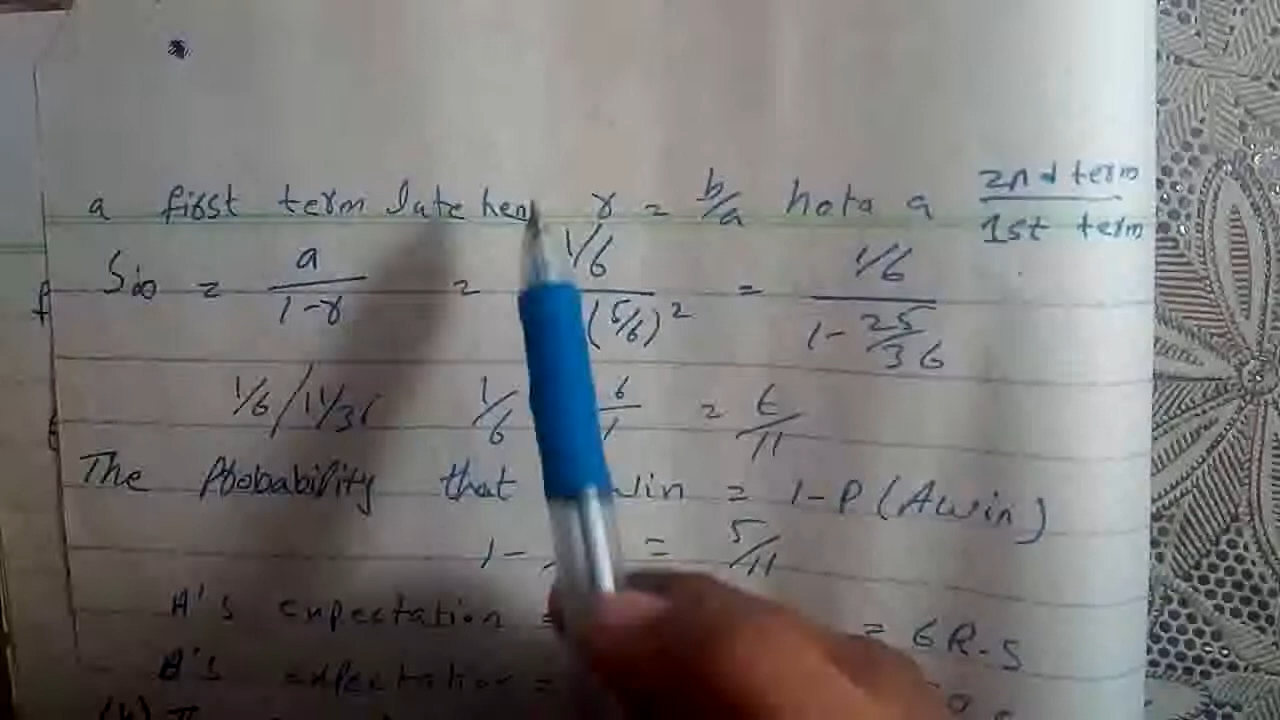 a first term late hen r = b/a hota a 2nd term / 1st term
S∞ = a / 1-r = 1/6 / (5/6)² = 1/6 / 1- 25/36
1/6 / 11/36 1/6 6/1 = 6/11
The Probability that win = 1-P(Awin)
1- = 5/11
A's expectation = = 6R.S
B's expectation =